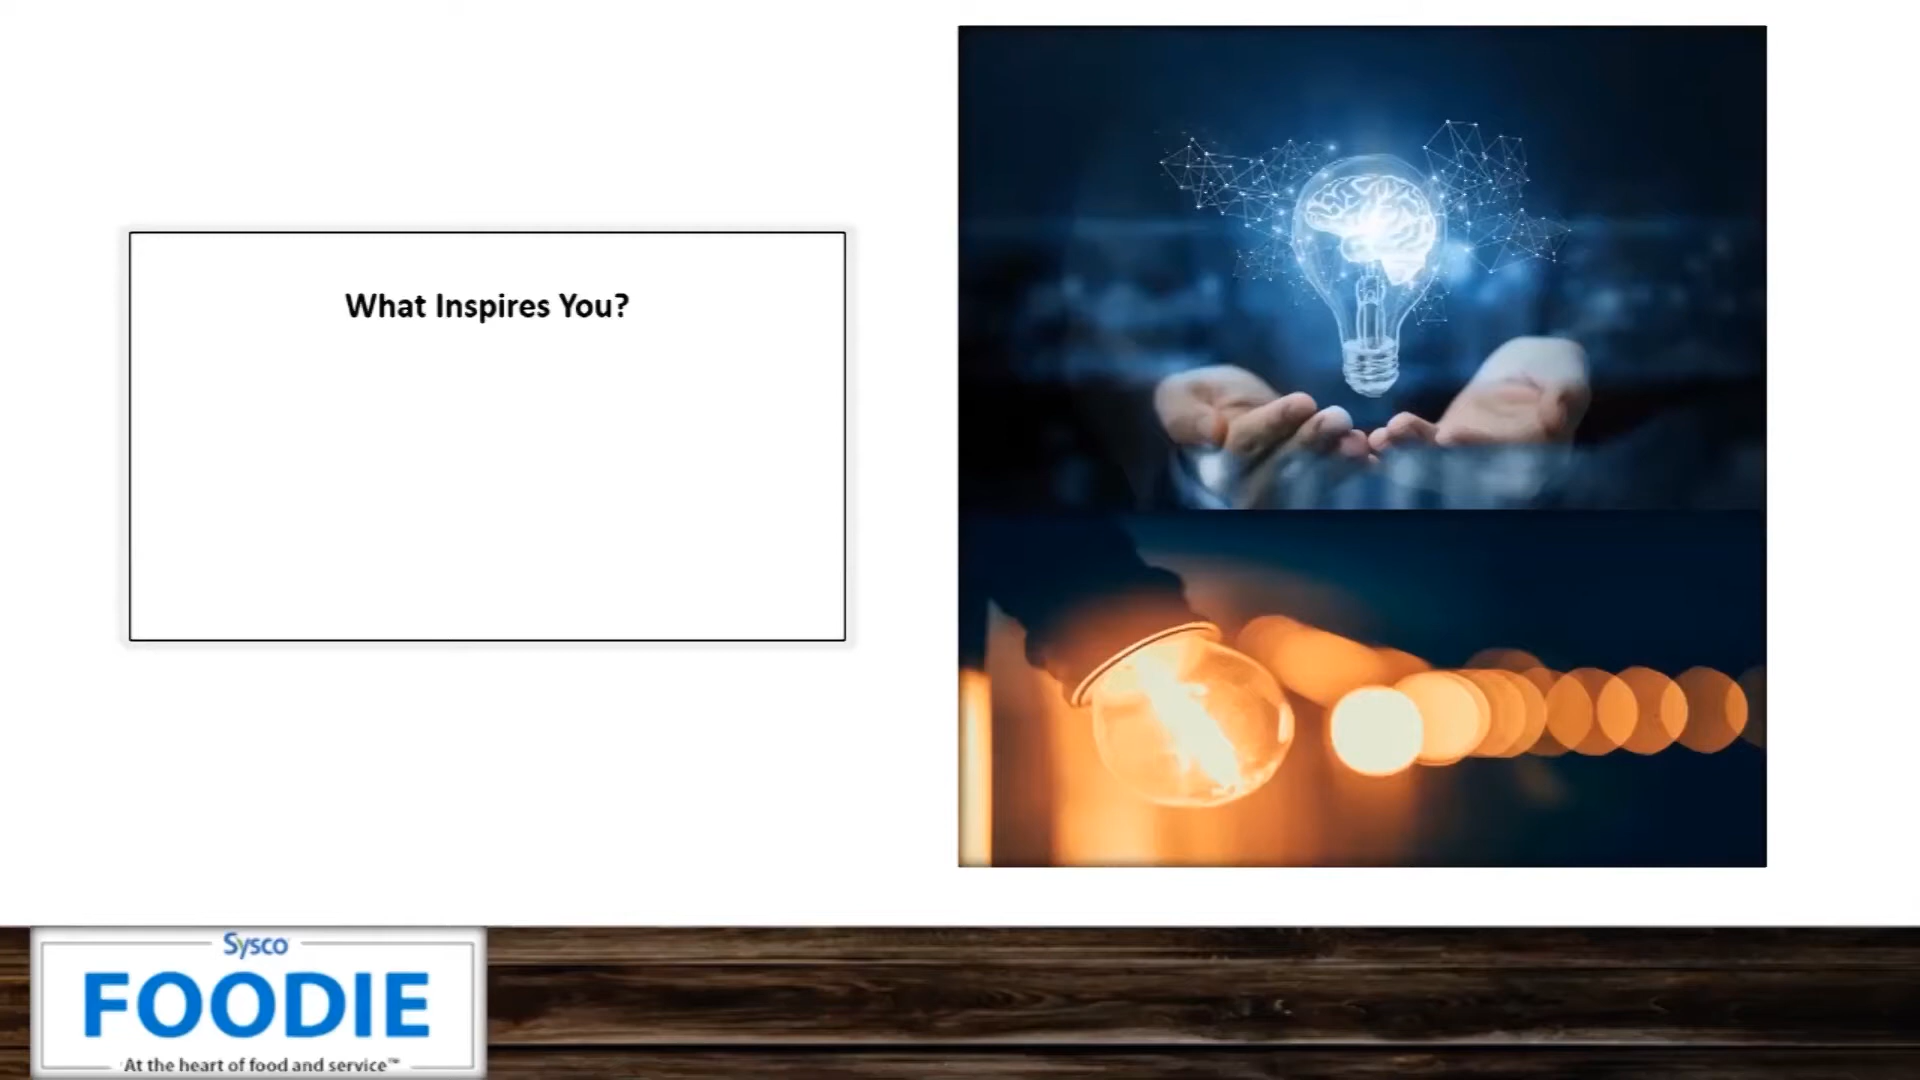 What Inspires You?
Sysco
FOODIE
At the heart of food and service™